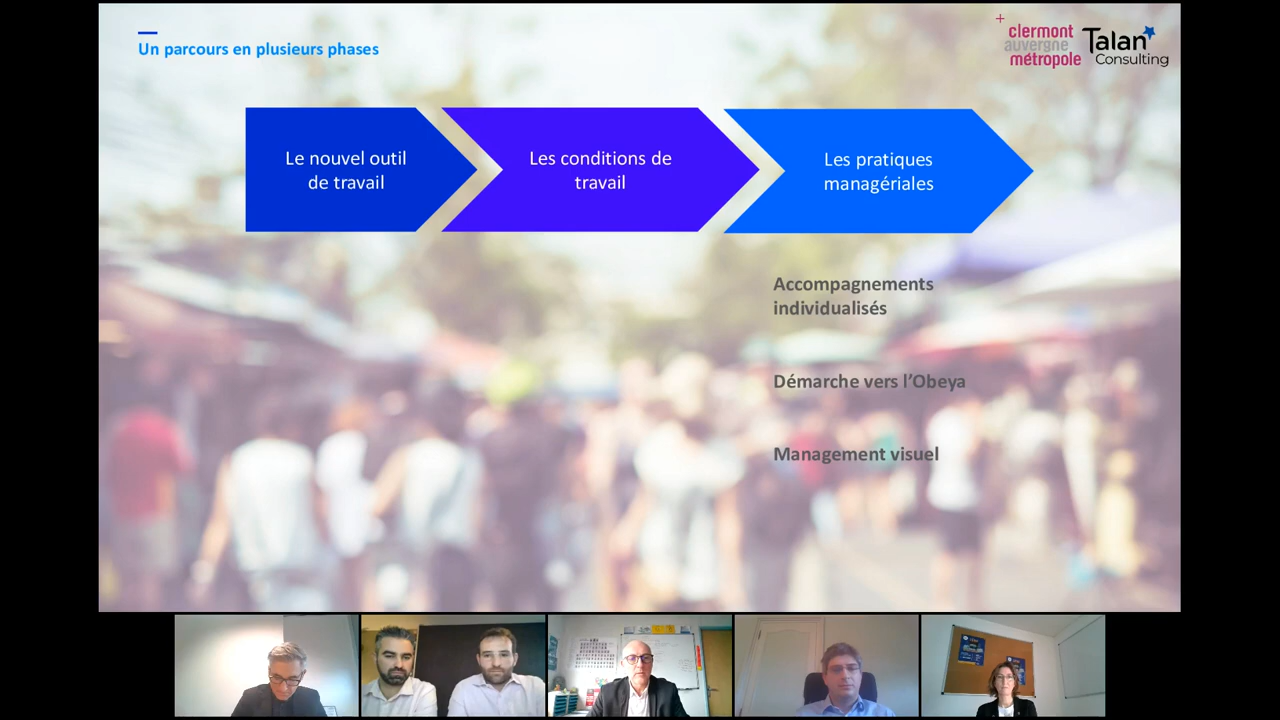 Un parcours en plusieurs phases
clermont
auvergne
métropole
Talan
Consulting
Le nouvel outil
de travail
Les conditions de
travail
Les pratiques
managériales
Accompagnements
individualisés
Démarche vers l’Obeya
Management visuel